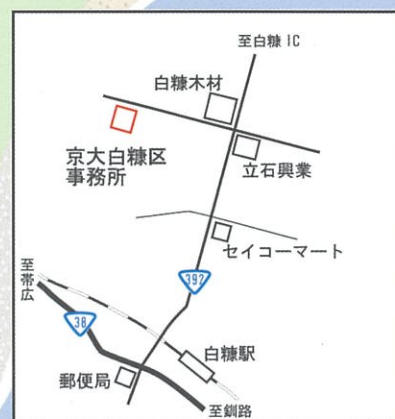 至白糠 IC
白糠木材
京大白糠区
事務所
立石興業
セイコーマート
392
至帯広
38
白糠駅
郵便局
至釧路